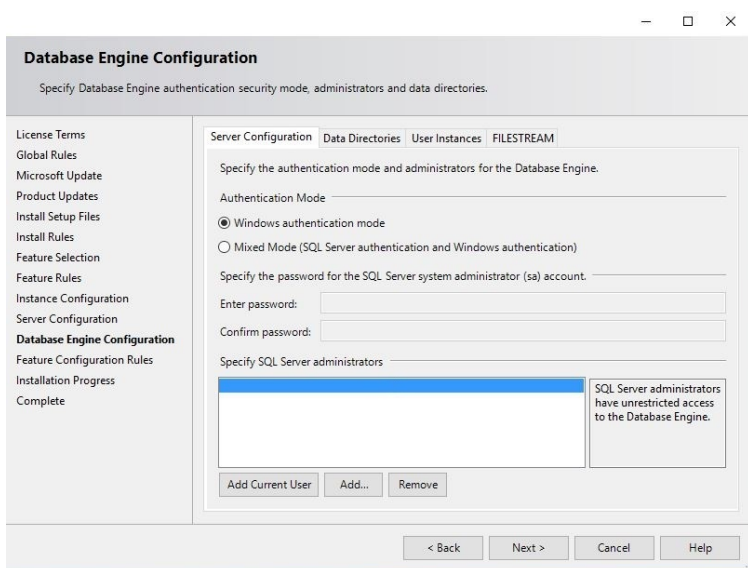 Database Engine Configuration
Specify Database Engine authentication security mode, administrators and data directories.
License Terms
Global Rules
Microsoft Update
Product Updates
Install Setup Files
Install Rules
Feature Selection
Feature Rules
Instance Configuration
Server Configuration
Database Engine Configuration
Feature Configuration Rules
Installation Progress
Complete
Server Configuration Data Directories User Instances FILESTREAM
Specify the authentication mode and administrators for the Database Engine.
Authentication Mode
Windows authentication mode
Mixed Mode (SQL Server authentication and Windows authentication)
Specify the password for the SQL Server system administrator (sa) account.
Enter password:
Confirm password:
Specify SQL Server administrators
SQL Server administrators
have unrestricted access
to the Database Engine.
Add Current User Add... Remove
< Back Next > Cancel Help